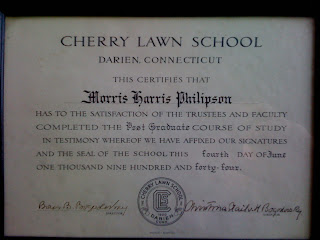 CHERRY LAWN SCHOOL
DARIEN, CONNECTICUT
THIS CERTIFIES THAT
Morris Harris Philipson
HAS TO THE SATISFACTION OF THE TRUSTEES AND FACULTY
COMPLETED THE Post Graduate COURSE OF STUDY
IN TESTIMONY WHEREOF WE HAVE AFFIXED OUR SIGNATURES
AND THE SEAL OF THE SCHOOL THIS fourth DAY OF June
ONE THOUSAND NINE HUNDRED AND forty-four.
CHERRY LAWN SCHOOL
DARIEN